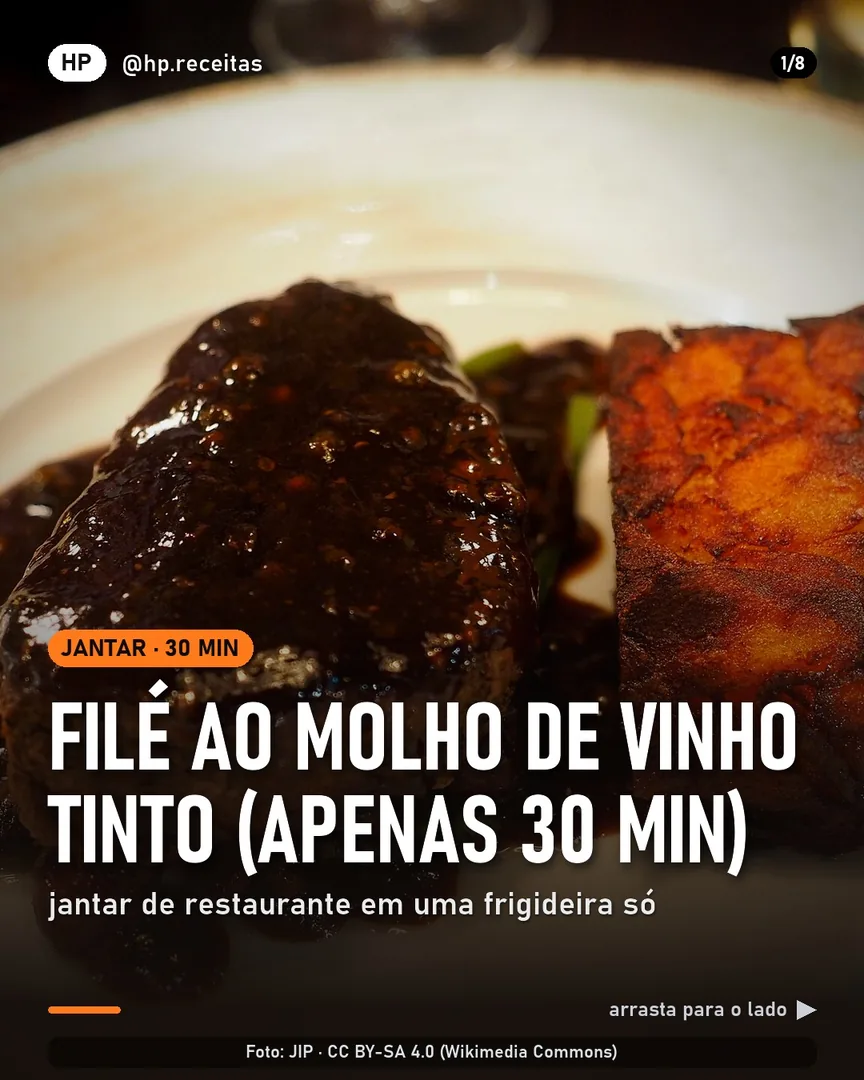 HP @hp.receitas 1/8
JANTAR · 30 MIN
FILÉ AO MOLHO DE VINHO
TINTO (APENAS 30 MIN)
jantar de restaurante em uma frigideira só
arrasta para o lado ▶
Foto: JIP · CC BY-SA 4.0 (Wikimedia Commons)